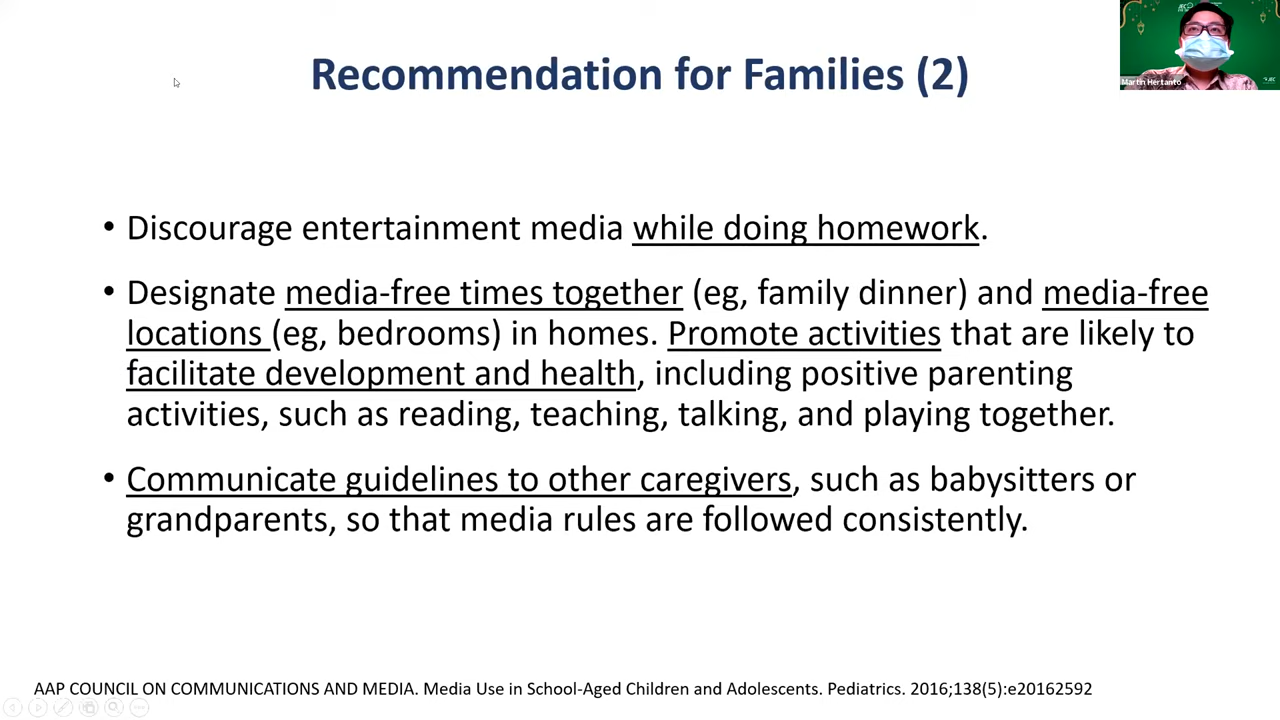 Recommendation for Families (2)
JEC
Martin Hertanto
JEC
• Discourage entertainment media while doing homework.
• Designate media-free times together (eg, family dinner) and media-free
locations (eg, bedrooms) in homes. Promote activities that are likely to
facilitate development and health, including positive parenting
activities, such as reading, teaching, talking, and playing together.
• Communicate guidelines to other caregivers, such as babysitters or
grandparents, so that media rules are followed consistently.
AAP COUNCIL ON COMMUNICATIONS AND MEDIA. Media Use in School-Aged Children and Adolescents. Pediatrics. 2016;138(5):e20162592